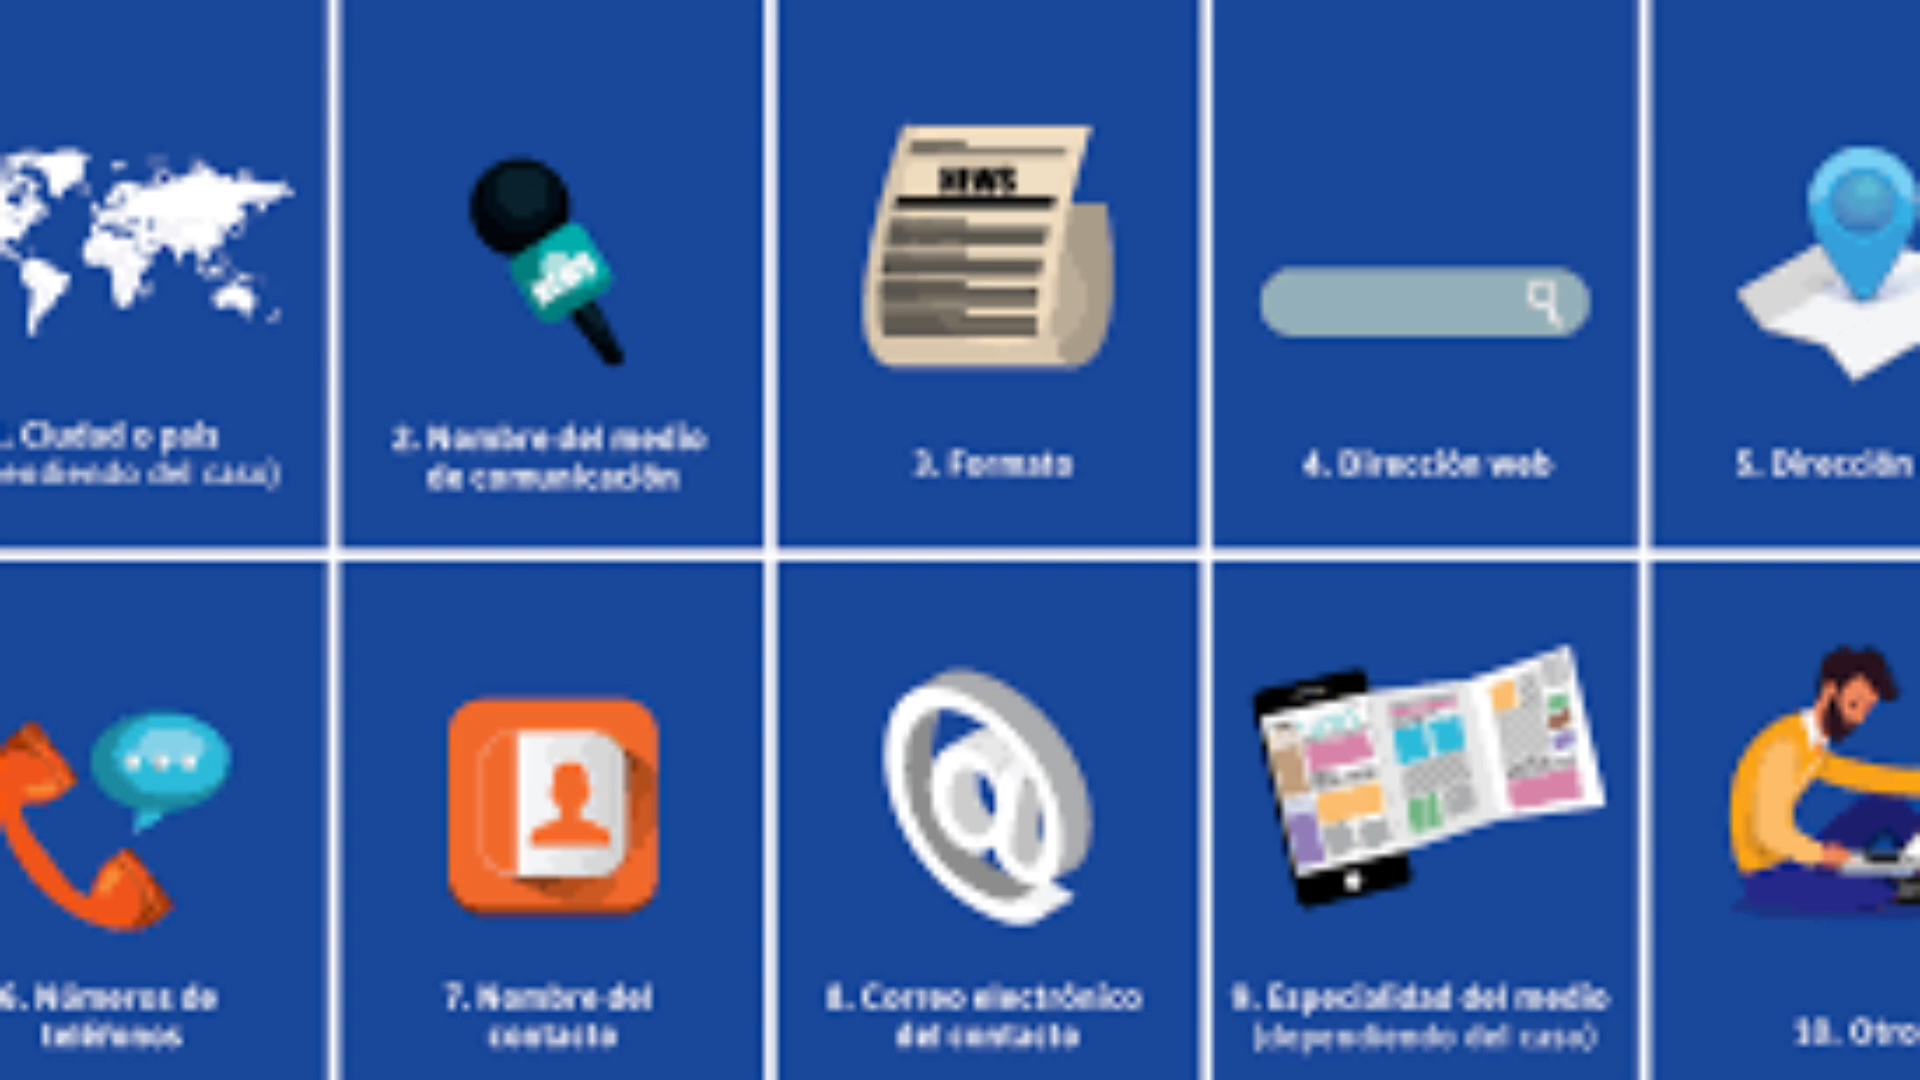 NEWS
1. Ciudad o país
pendiendo del caso)
2. Nombre del medio
de comunicación
3. Formato
4. Dirección web
5. Dirección
6. Números de
teléfonos
7. Nombre del
contacto
8. Correo electrónico
del contacto
9. Especialidad del medio
(dependiendo del caso)
10. Otro